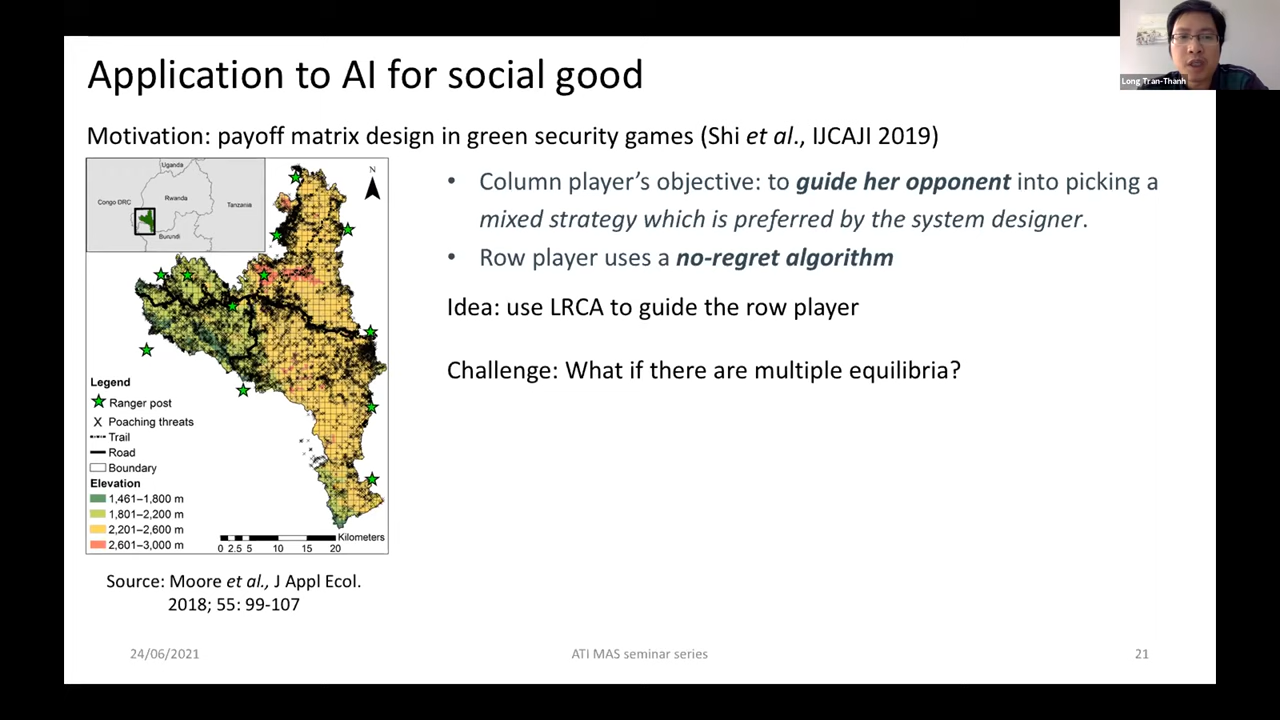 Long Tran-Thanh
Application to AI for social good
Motivation: payoff matrix design in green security games (Shi et al., IJCAJI 2019)
Uganda
Congo DRC
Rwanda
Tanzania
Burundi
N
Legend
Ranger post
X Poaching threats
Trail
Road
Boundary
Elevation
1,461–1,800 m
1,801–2,200 m
2,201–2,600 m
2,601–3,000 m
Kilometers
0 2.5 5 10 15 20
Source: Moore et al., J Appl Ecol.
2018; 55: 99-107
• Column player’s objective: to guide her opponent into picking a
mixed strategy which is preferred by the system designer.
• Row player uses a no-regret algorithm
Idea: use LRCA to guide the row player
Challenge: What if there are multiple equilibria?
24/06/2021
ATI MAS seminar series
21